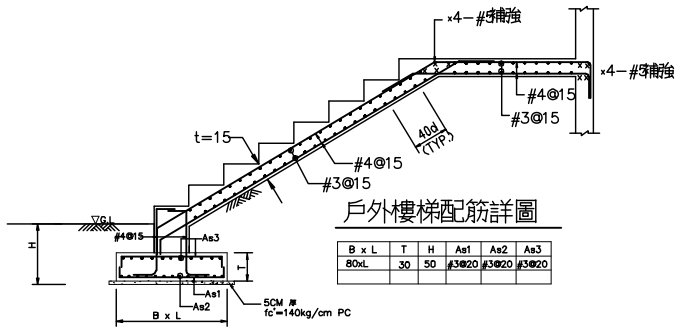 ×4-#5補強
×4-#5補強
#4@15
#3@15
t=15
40d
(TYP.)
#4@15
#3@15
戶外樓梯配筋詳圖
▽G.L
#4@15
As3
H
T
As1
As2
B x L
5CM 厚
fc'=140kg/cm PC
B x L T H As1 As2 As3
80xL 30 50 #3@20 #3@20 #3@20